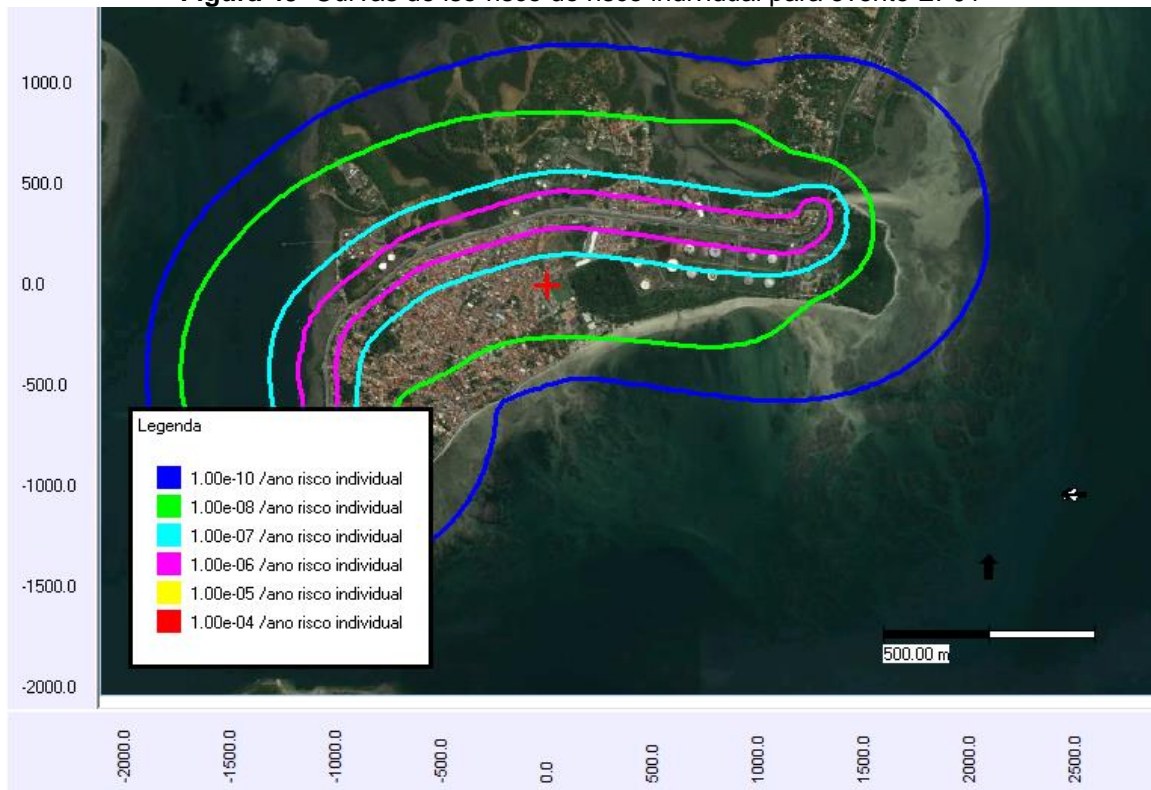 1000.0
500.0
0.0
-500.0
-1000.0
-1500.0
-2000.0
Legenda
1.00e-10 /ano risco individual
1.00e-08 /ano risco individual
1.00e-07 /ano risco individual
1.00e-06 /ano risco individual
1.00e-05 /ano risco individual
1.00e-04 /ano risco individual
500.00 m
-2000.0
-1500.0
-1000.0
-500.0
0.0
500.0
1000.0
1500.0
2000.0
2500.0